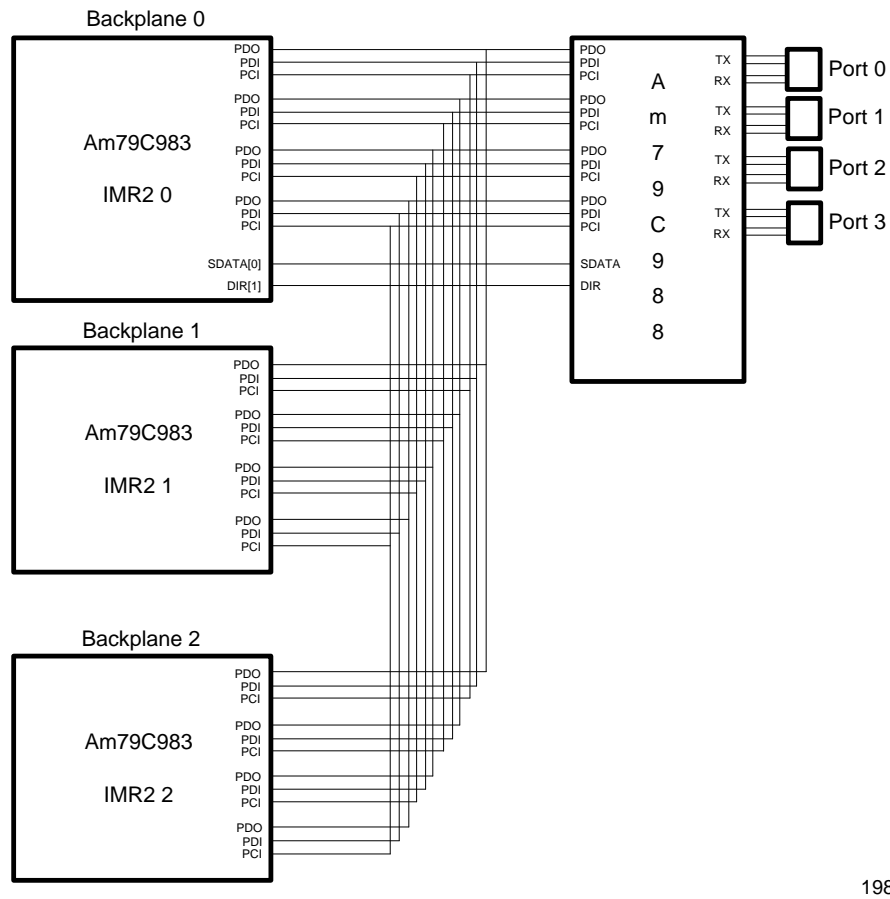 Backplane 0
PDO
PDI
PCI
PDO
PDI
PCI
PDO
PDI
PCI
PDO
PDI
PCI
SDATA[0]
DIR[1]
Am79C983
IMR2 0
PDO
PDI
PCI
PDO
PDI
PCI
PDO
PDI
PCI
PDO
PDI
PCI
SDATA
DIR
A
m
7
9
C
9
8
8
TX
RX
TX
RX
TX
RX
TX
RX
Port 0
Port 1
Port 2
Port 3
Backplane 1
Am79C983
IMR2 1
PDO
PDI
PCI
PDO
PDI
PCI
PDO
PDI
PCI
PDO
PDI
PCI
Backplane 2
Am79C983
IMR2 2
PDO
PDI
PCI
PDO
PDI
PCI
PDO
PDI
PCI
PDO
PDI
PCI
198